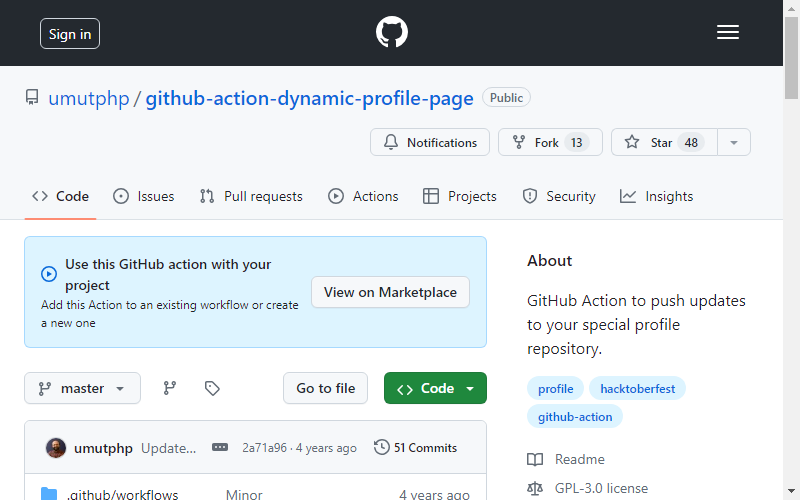 Sign in
umutphp / github-action-dynamic-profile-page Public
Notifications Fork 13 Star 48
Code Issues Pull requests Actions Projects Security Insights
Use this GitHub action with your
project
Add this Action to an existing workflow or create
a new one
View on Marketplace
master Go to file Code
umutphp Update... 2a71a96 · 4 years ago 51 Commits
.github/workflows Minor 4 years ago
About
GitHub Action to push updates
to your special profile
repository.
profile hacktoberfest
github-action
Readme
GPL-3.0 license